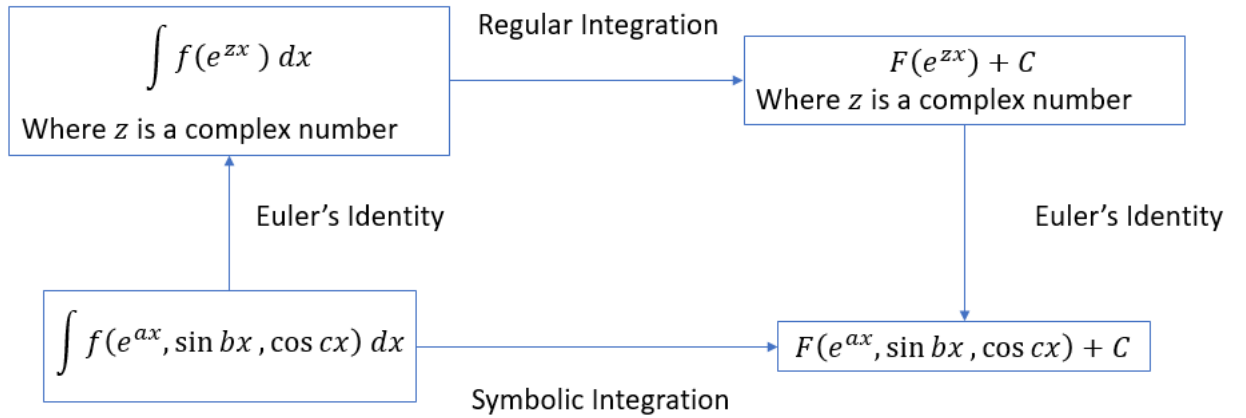 Regular Integration
∫ f(e^{zx}) dx
Where z is a complex number
F(e^{zx}) + C
Where z is a complex number
Euler’s Identity
Euler’s Identity
∫ f(e^{ax}, sin bx , cos cx) dx
F(e^{ax}, sin bx , cos cx) + C
Symbolic Integration